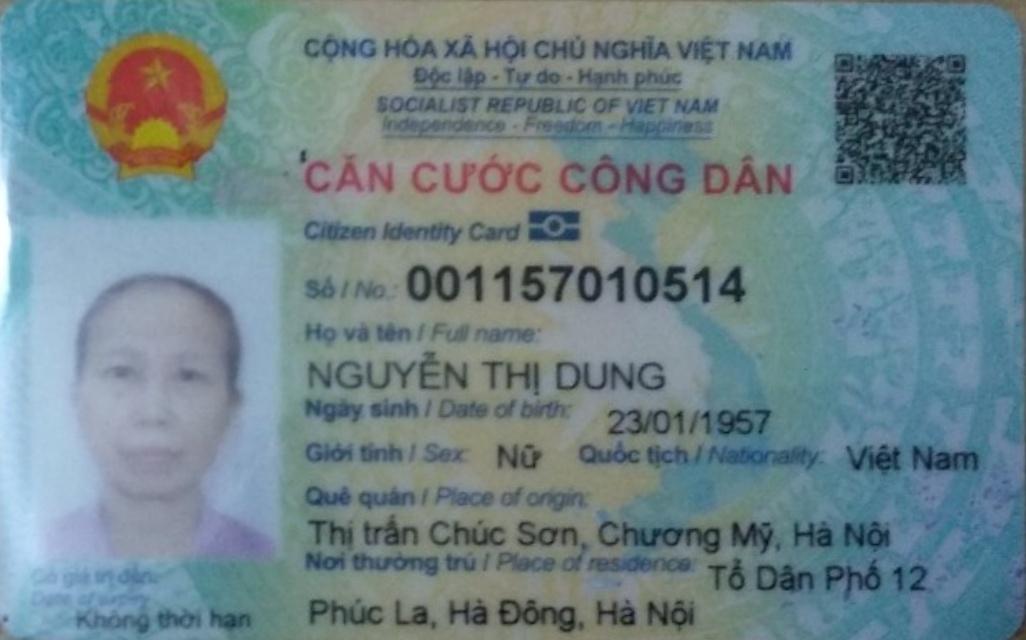 CỘNG HÒA XÃ HỘI CHỦ NGHĨA VIỆT NAM
Độc lập - Tự do - Hạnh phúc
SOCIALIST REPUBLIC OF VIET NAM
Independence - Freedom - Happiness
CĂN CƯỚC CÔNG DÂN
Citizen Identity Card
Số / No.: 001157010514
Họ và tên / Full name:
NGUYỄN THỊ DUNG
Ngày sinh / Date of birth: 23/01/1957
Giới tính / Sex: Nữ Quốc tịch / Nationality: Việt Nam
Quê quán / Place of origin:
Thị trấn Chúc Sơn, Chương Mỹ, Hà Nội
Nơi thường trú / Place of residence: Tổ Dân Phố 12
Phúc La, Hà Đông, Hà Nội
Có giá trị đến:
Date of expiry
Không thời hạn